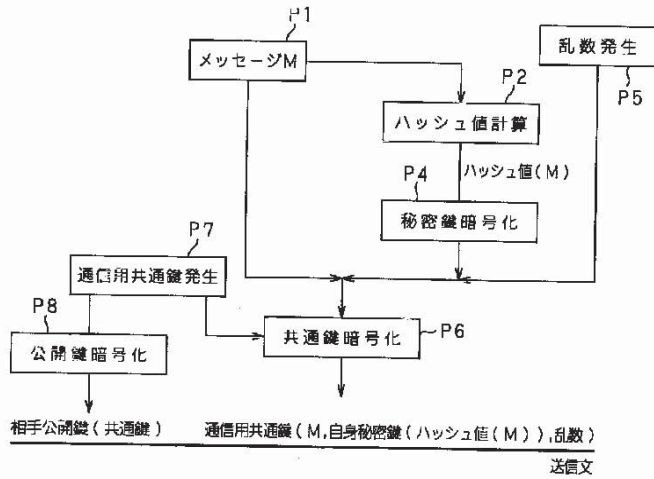 P1
メッセージM
乱数発生
P5
P2
ハッシュ値計算
ハッシュ値(M)
P4
秘密鍵暗号化
P7
通信用共通鍵発生
P8
公開鍵暗号化
共通鍵暗号化
P6
相手公開鍵(共通鍵)
通信用共通鍵(M,自身秘密鍵(ハッシュ値(M)),乱数)
送信文